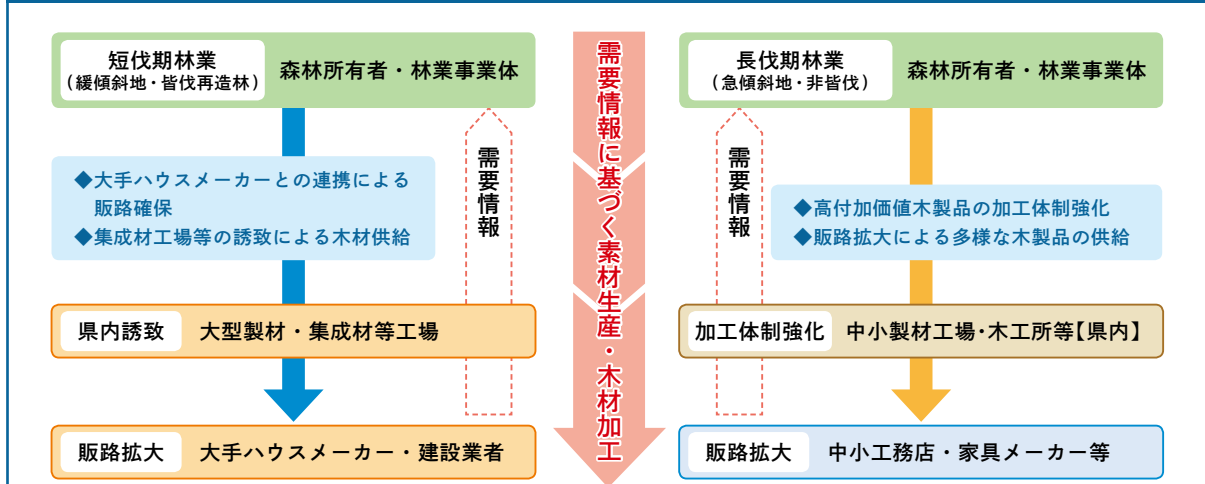 短伐期林業
（緩傾斜地・皆伐再造林）
森林所有者・林業事業体
需要情報
◆大手ハウスメーカーとの連携による
販路確保
◆集成材工場等の誘致による木材供給
県内誘致
大型製材・集成材等工場
販路拡大
大手ハウスメーカー・建設業者
需要情報に基づく素材生産・木材加工
長伐期林業
（急傾斜地・非皆伐）
森林所有者・林業事業体
需要情報
◆高付加価値木製品の加工体制強化
◆販路拡大による多様な木製品の供給
加工体制強化
中小製材工場・木工所等【県内】
販路拡大
中小工務店・家具メーカー等